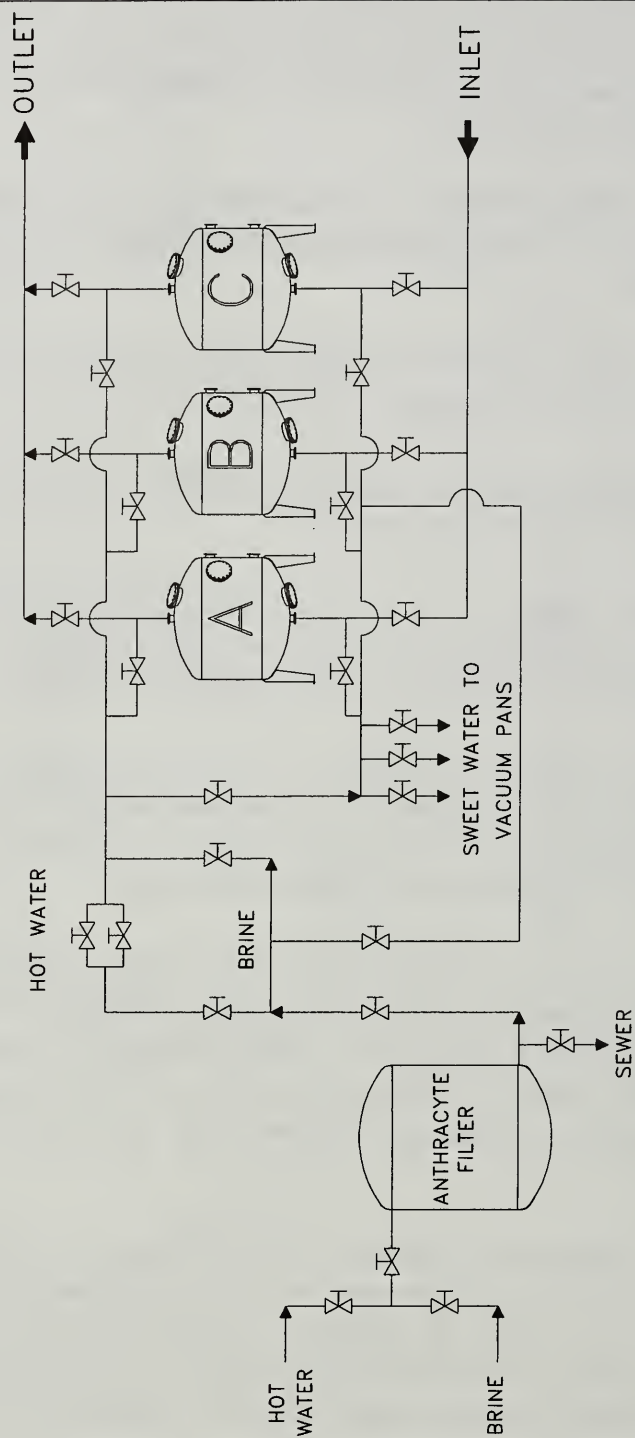 HOT
WATER
BRINE
ANTHRACYTE
FILTER
SEWER
HOT WATER
BRINE
SWEET WATER TO
VACUUM PANS
A
B
C
OUTLET
INLET